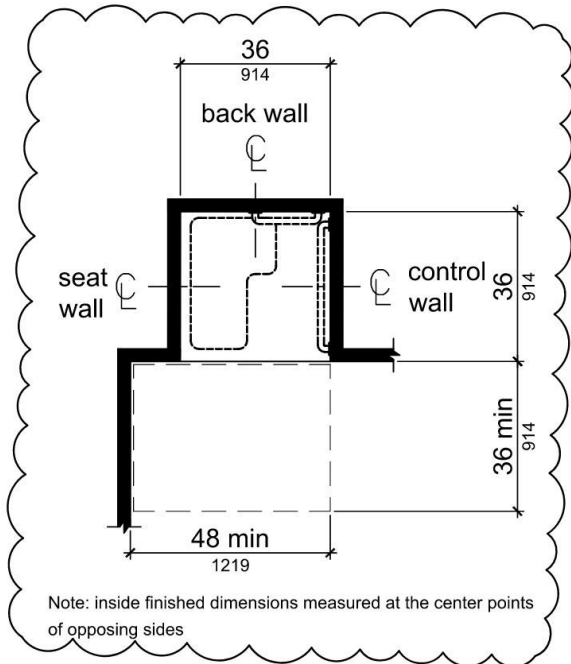 36
914
back wall
℄
seat
wall
℄
℄
control
wall
36
914
36 min
914
48 min
1219
Note: inside finished dimensions measured at the center points
of opposing sides